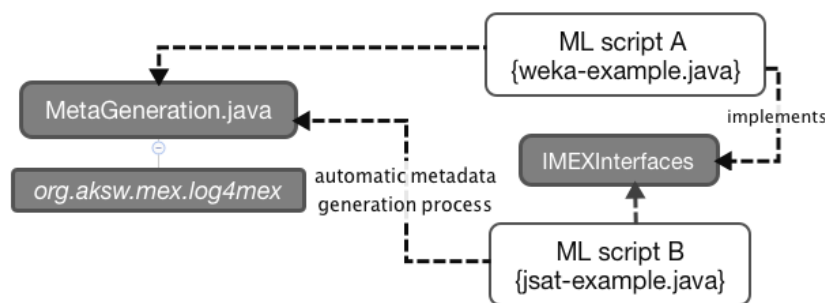 ML script A
{weka-example.java}
MetaGeneration.java
implements
IMEXInterfaces
org.aksw.mex.log4mex
automatic metadata
generation process
ML script B
{jsat-example.java}